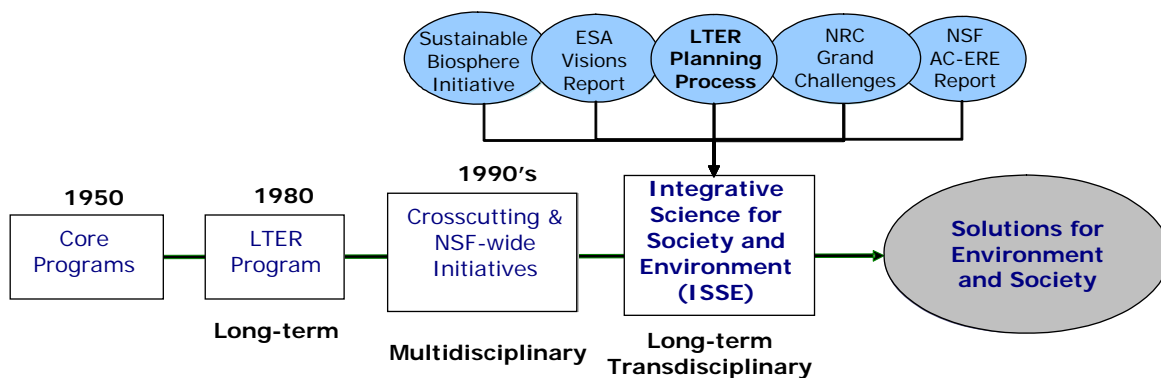 Sustainable
Biosphere
Initiative
ESA
Visions
Report
LTER
Planning
Process
NRC
Grand
Challenges
NSF
AC-ERE
Report
1950
Core
Programs
1980
LTER
Program
Long-term
1990's
Crosscutting &
NSF-wide
Initiatives
Multidisciplinary
Integrative
Science for
Society and
Environment
(ISSE)
Long-term
Transdisciplinary
Solutions for
Environment
and Society